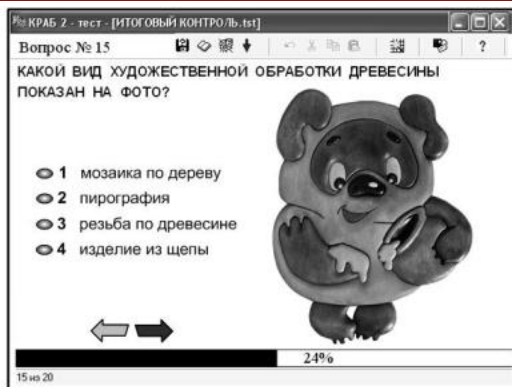 КРАБ 2 - тест - [ИТОГОВЫЙ КОНТРОЛЬ.tst]
Вопрос № 15
?
КАКОЙ ВИД ХУДОЖЕСТВЕННОЙ ОБРАБОТКИ ДРЕВЕСИНЫ
ПОКАЗАН НА ФОТО?
1 мозаика по дереву
2 пирография
3 резьба по древесине
4 изделие из щепы
24%
15 из 20